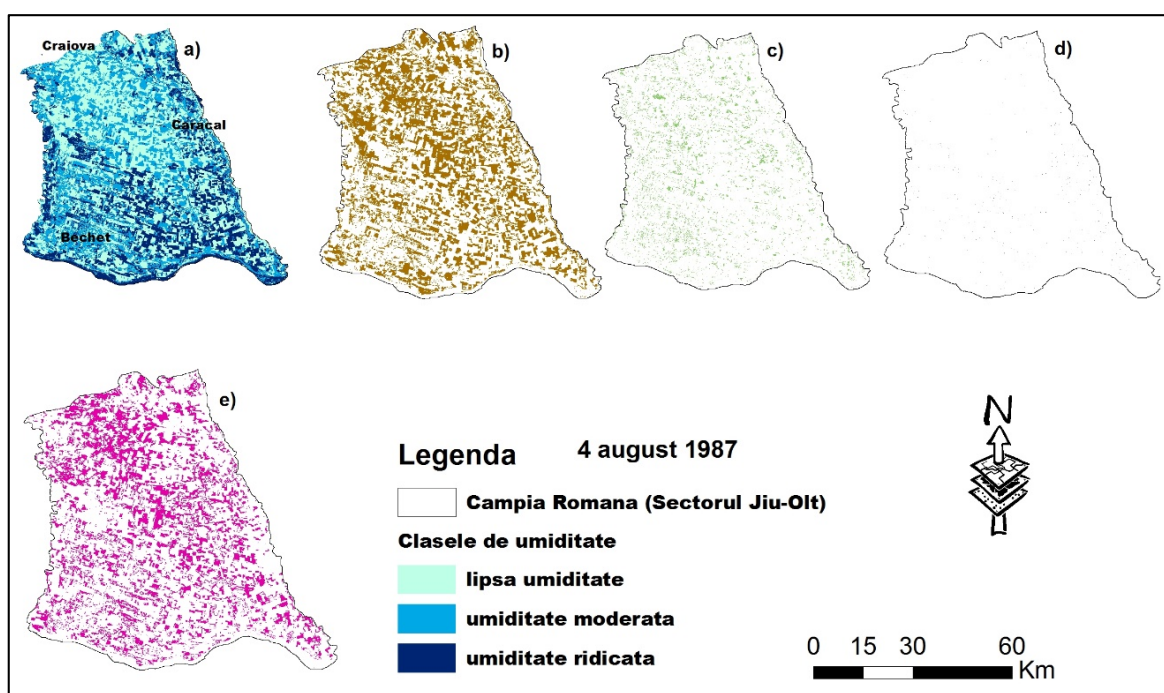 Craiova
a)
b)
c)
d)
Caracal
Bechet
e)
N
Legenda
4 august 1987
Campia Romana (Sectorul Jiu-Olt)
Clasele de umiditate
lipsa umiditate
umiditate moderata
umiditate ridicata
0 15 30 60
Km